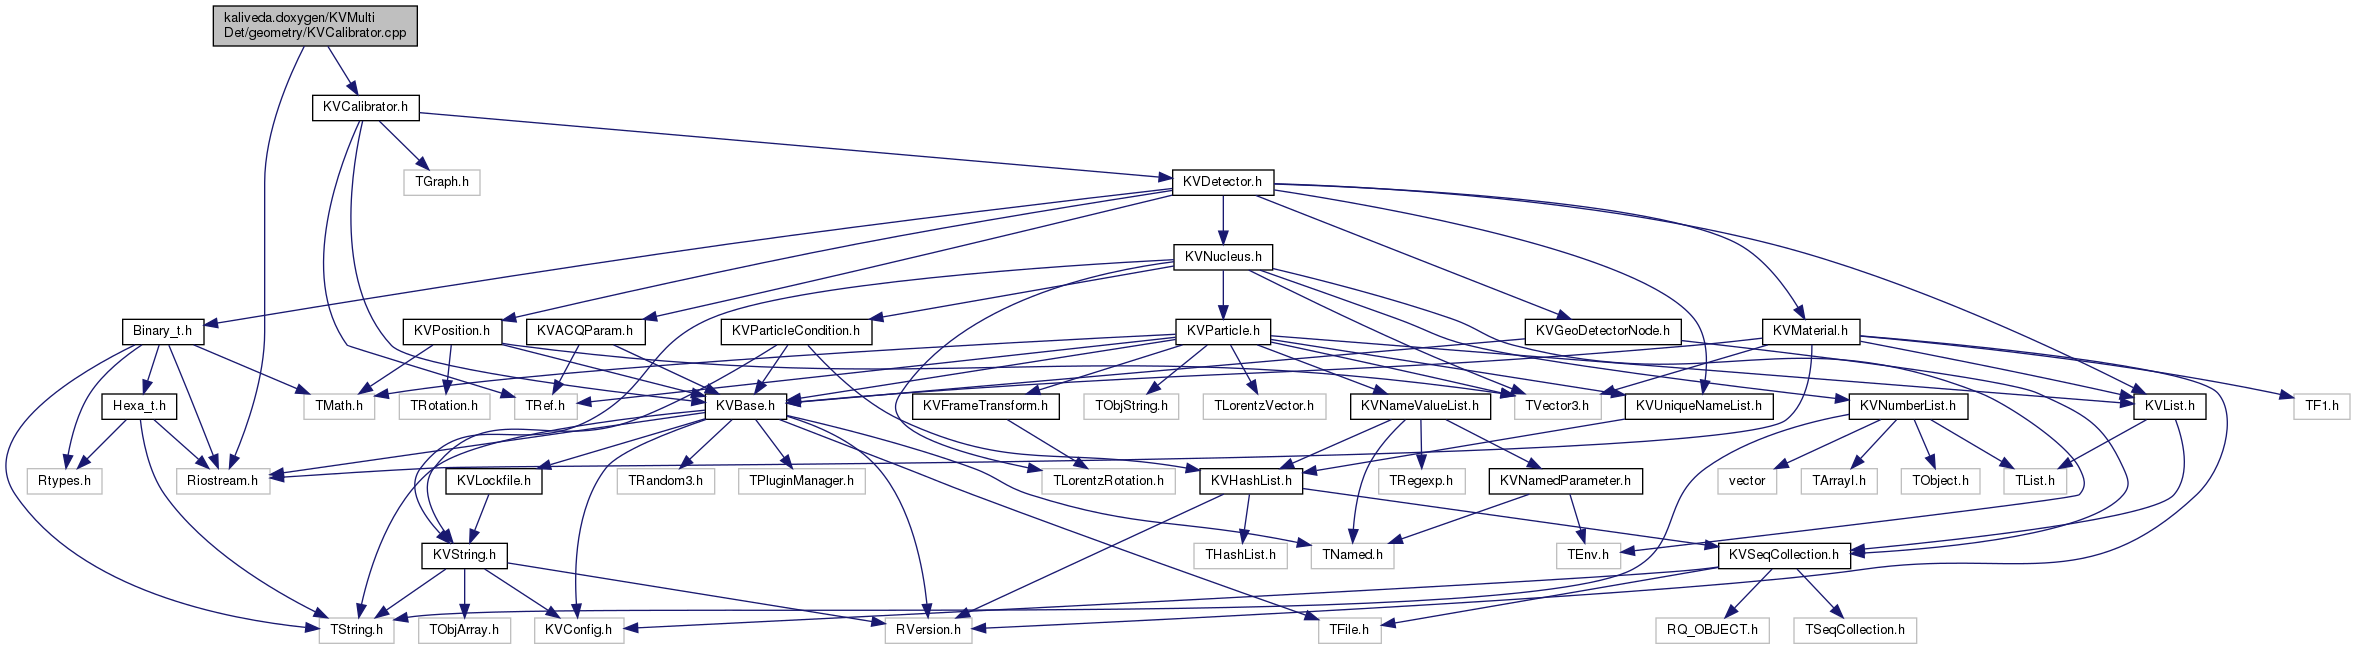 kaliveda.doxygen/KVMulti
Det/geometry/KVCalibrator.cpp
KVCalibrator.h
TGraph.h
KVDetector.h
KVNucleus.h
Binary_t.h
KVPosition.h
KVACQParam.h
KVParticleCondition.h
KVParticle.h
KVGeoDetectorNode.h
KVMaterial.h
Hexa_t.h
TMath.h
TRotation.h
TRef.h
KVBase.h
KVFrameTransform.h
TObjString.h
TLorentzVector.h
KVNameValueList.h
TVector3.h
KVUniqueNameList.h
KVNumberList.h
KVList.h
TF1.h
Rtypes.h
Riostream.h
KVLockfile.h
TRandom3.h
TPluginManager.h
TLorentzRotation.h
KVHashList.h
TRegexp.h
KVNamedParameter.h
vector
TArrayI.h
TObject.h
TList.h
KVString.h
THashList.h
TNamed.h
TEnv.h
KVSeqCollection.h
TString.h
TObjArray.h
KVConfig.h
RVersion.h
TFile.h
RQ_OBJECT.h
TSeqCollection.h